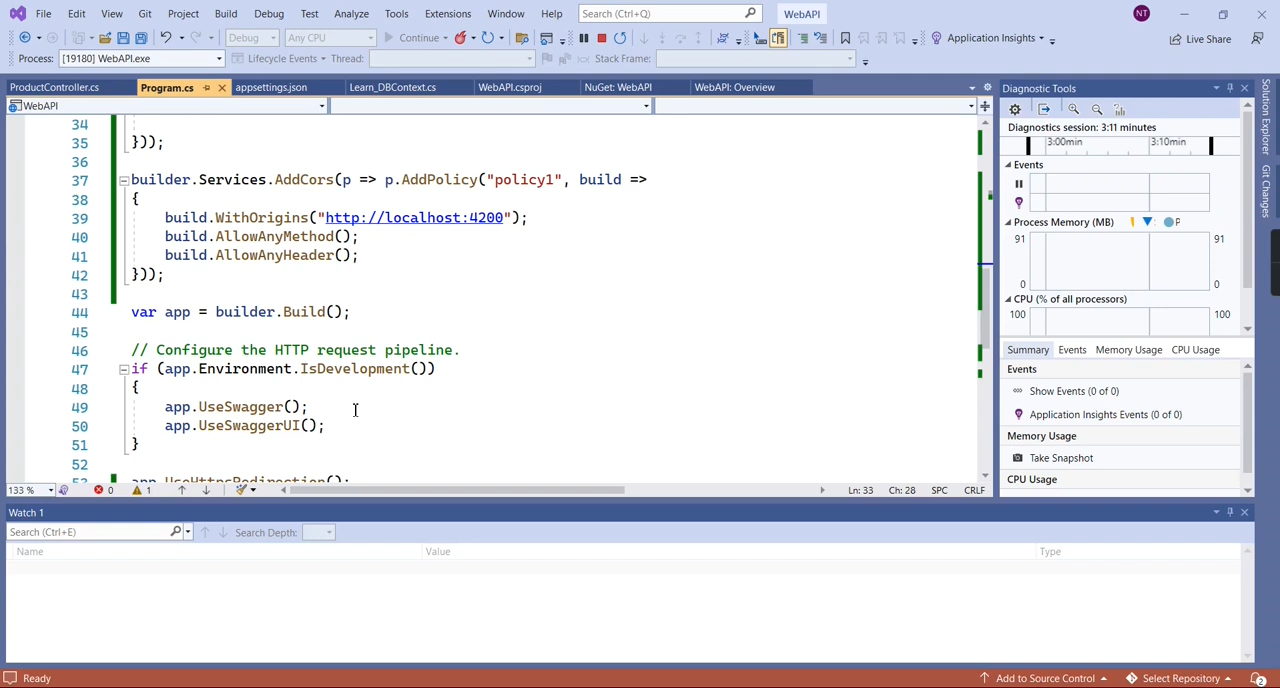 File Edit View Git Project Build Debug Test Analyze Tools Extensions Window Help Search (Ctrl+Q) WebAPI NT
Debug Any CPU Continue Application Insights Live Share
Process: [19180] WebAPI.exe Lifecycle Events Thread: Stack Frame:
ProductController.cs Program.cs appsettings.json Learn_DBContext.cs WebAPI.csproj NuGet: WebAPI WebAPI: Overview
WebAPI
34
35 }));
36
37 builder.Services.AddCors(p => p.AddPolicy("policy1", build =>
38 {
39 build.WithOrigins("http://localhost:4200");
40 build.AllowAnyMethod();
41 build.AllowAnyHeader();
42 }));
43
44 var app = builder.Build();
45
46 // Configure the HTTP request pipeline.
47 if (app.Environment.IsDevelopment())
48 {
49 app.UseSwagger();
50 app.UseSwaggerUI();
51 }
52
53 app.UseHttpsRedirection();
133 % 0 1 Ln: 33 Ch: 28 SPC CRLF
Diagnostic Tools
Diagnostics session: 3:11 minutes
3:00min 3:10min
Events
Process Memory (MB) P
91 91
0 0
CPU (% of all processors)
100 100
Summary Events Memory Usage CPU Usage
Events
Show Events (0 of 0)
Application Insights Events (0 of 0)
Memory Usage
Take Snapshot
CPU Usage
Solution Explorer
Git Changes
Watch 1
Search (Ctrl+E) Search Depth:
Name Value Type
Ready Add to Source Control Select Repository 2